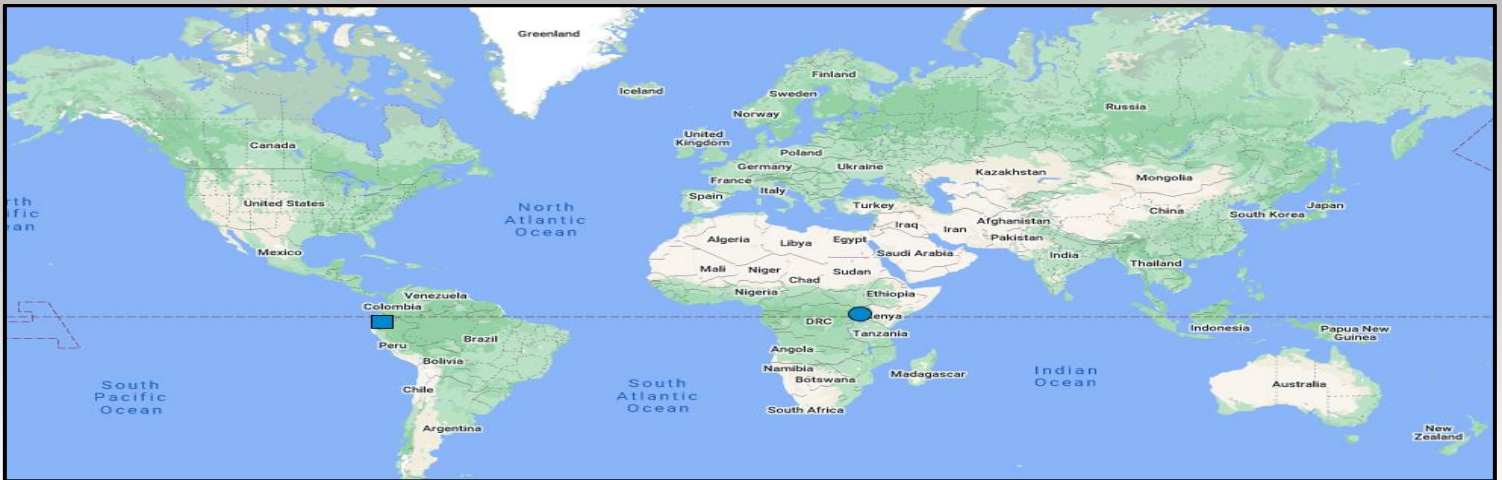 Greenland
Iceland
Finland
Sweden
Norway
Russia
United
Kingdom
Canada
Poland
Germany
Ukraine
France
Kazakhstan
Mongolia
Italy
Spain
United States
Turkey
Japan
China
South Korea
rth
ific
ean
North
Atlantic
Ocean
Afghanistan
Iraq
Iran
Pakistan
Algeria
Libya
Egypt
Mexico
Saudi Arabia
India
Thailand
Mali
Niger
Sudan
Chad
Nigeria
Ethiopia
Venezuela
Colombia
enya
DRC
Tanzania
Indonesia
Papua New
Guinea
Brazil
Peru
Angola
Bolivia
Namibia
Botswana
Madagascar
Indian
Ocean
South
Pacific
Ocean
Chile
South
Atlantic
Ocean
Australia
South Africa
Argentina
New
Zealand